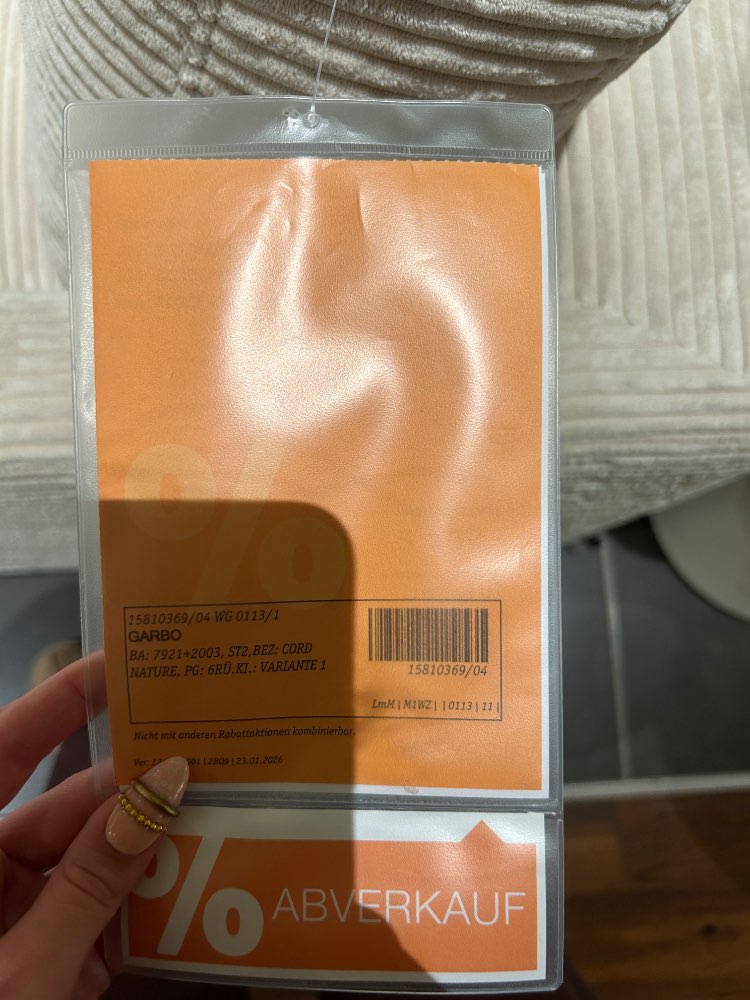 %
15810369/04 WG 0113/1
GARBO
BA: 7921+2003, ST2,BEZ: CORD
NATURE, PG: 6RÜ.KI.: VARIANTE 1
15810369/04
LmM | M1WZ | | 0113 | 11 |
Nicht mit anderen Rabattaktionen kombinierbar.
Ver: | 2B09 | 23.01.2026
% ABVERKAUF